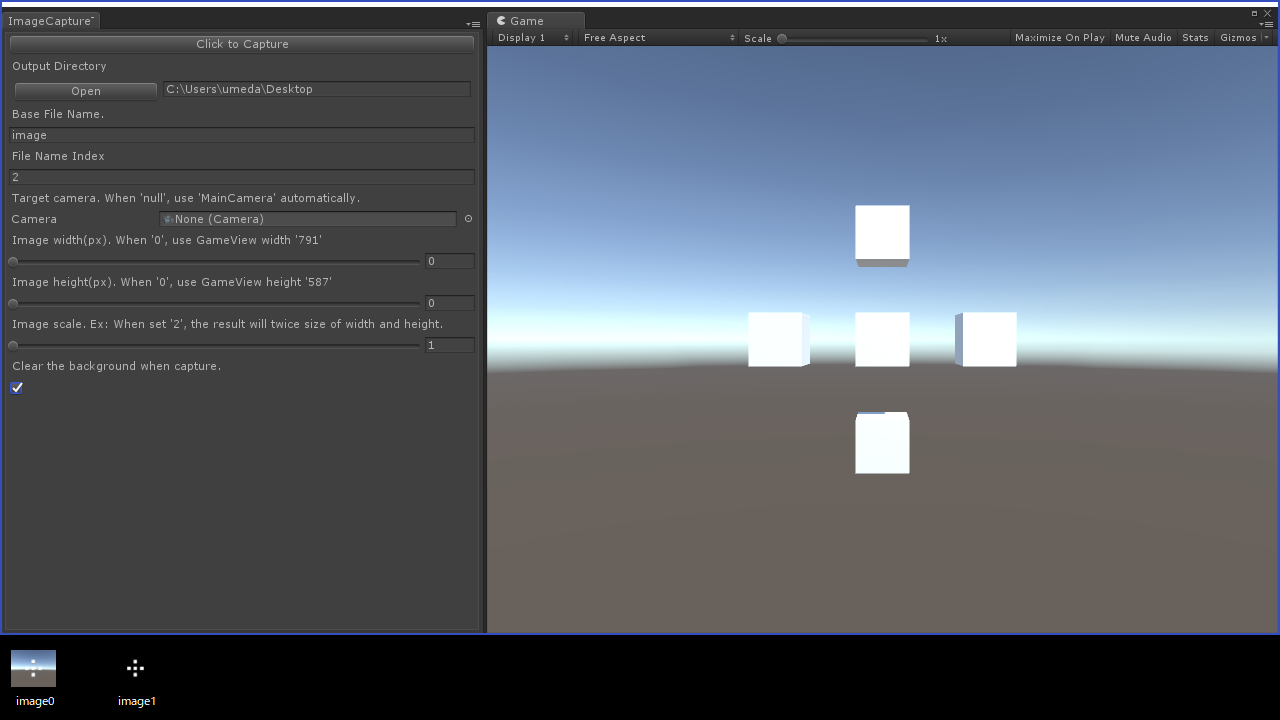 ImageCapture
Click to Capture
Output Directory
Open
C:\Users\umeda\Desktop
Base File Name.
image
File Name Index
2
Target camera. When 'null', use 'MainCamera' automatically.
Camera
None (Camera)
Image width(px). When '0', use GameView width '791'
0
Image height(px). When '0', use GameView height '587'
0
Image scale. Ex: When set '2', the result will twice size of width and height.
1
Clear the background when capture.
Game
Display 1
Free Aspect
Scale
1x
Maximize On Play
Mute Audio
Stats
Gizmos
image0
image1